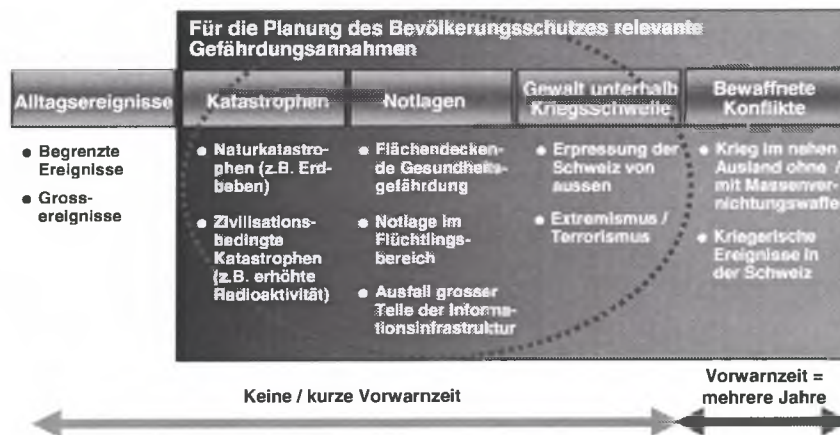 Für die Planung des Bevölkerungsschutzes relevante
Gefährdungsannahmen
Alltagsereignisse
Katastrophen
Notlagen
Gewalt unterhalb
Kriegsschwelle
Bewaffnete
Konflikte
● Begrenzte
Ereignisse
● Gross-
ereignisse
● Naturkatastro-
phen (z.B. Erd-
beben)
● Zivilisations-
bedingte
Katastrophen
(z.B. erhöhte
Radioaktivität)
● Flächendecken-
de Gesundheits-
gefährdung
● Notlage im
Flüchtlings-
bereich
● Ausfall grosser
Teile der Informa-
tionsinfrastruktur
● Erpressung der
Schweiz von
aussen
● Extremismus /
Terrorismus
● Krieg im nahen
Ausland ohne /
mit Massenver-
nichtungswaffe
● Kriegerische
Ereignisse in
der Schweiz
Keine / kurze Vorwarnzeit
Vorwarnzeit =
mehrere Jahre